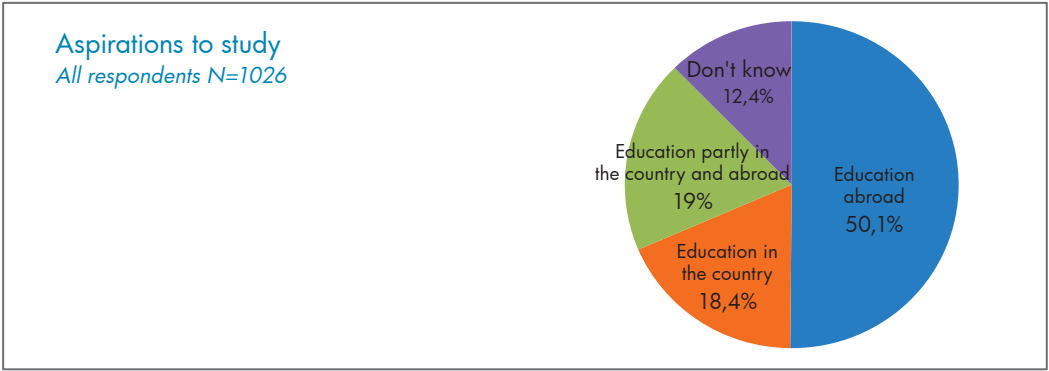 Aspirations to study
All respondents N=1026
Don't know
12,4%
Education partly in
the country and abroad
19%
Education
abroad
50,1%
Education in
the country
18,4%